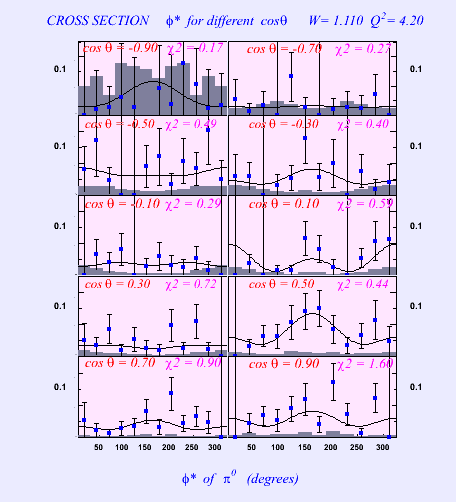 CROSS SECTION ϕ* for different cosθ W= 1.110 Q²= 4.20
cos θ = -0.90 χ2 = 0.17 cos θ = -0.70 χ2 = 0.27
0.1 0.1
cos θ = -0.50 χ2 = 0.49 cos θ = -0.30 χ2 = 0.40
0.1 0.1
cos θ = -0.10 χ2 = 0.29 cos θ = 0.10 χ2 = 0.59
0.1 0.1
cos θ = 0.30 χ2 = 0.72 cos θ = 0.50 χ2 = 0.44
0.1 0.1
cos θ = 0.70 χ2 = 0.90 cos θ = 0.90 χ2 = 1.60
0.1 0.1
50 100 150 200 250 300 50 100 150 200 250 300
ϕ* of π⁰ (degrees)